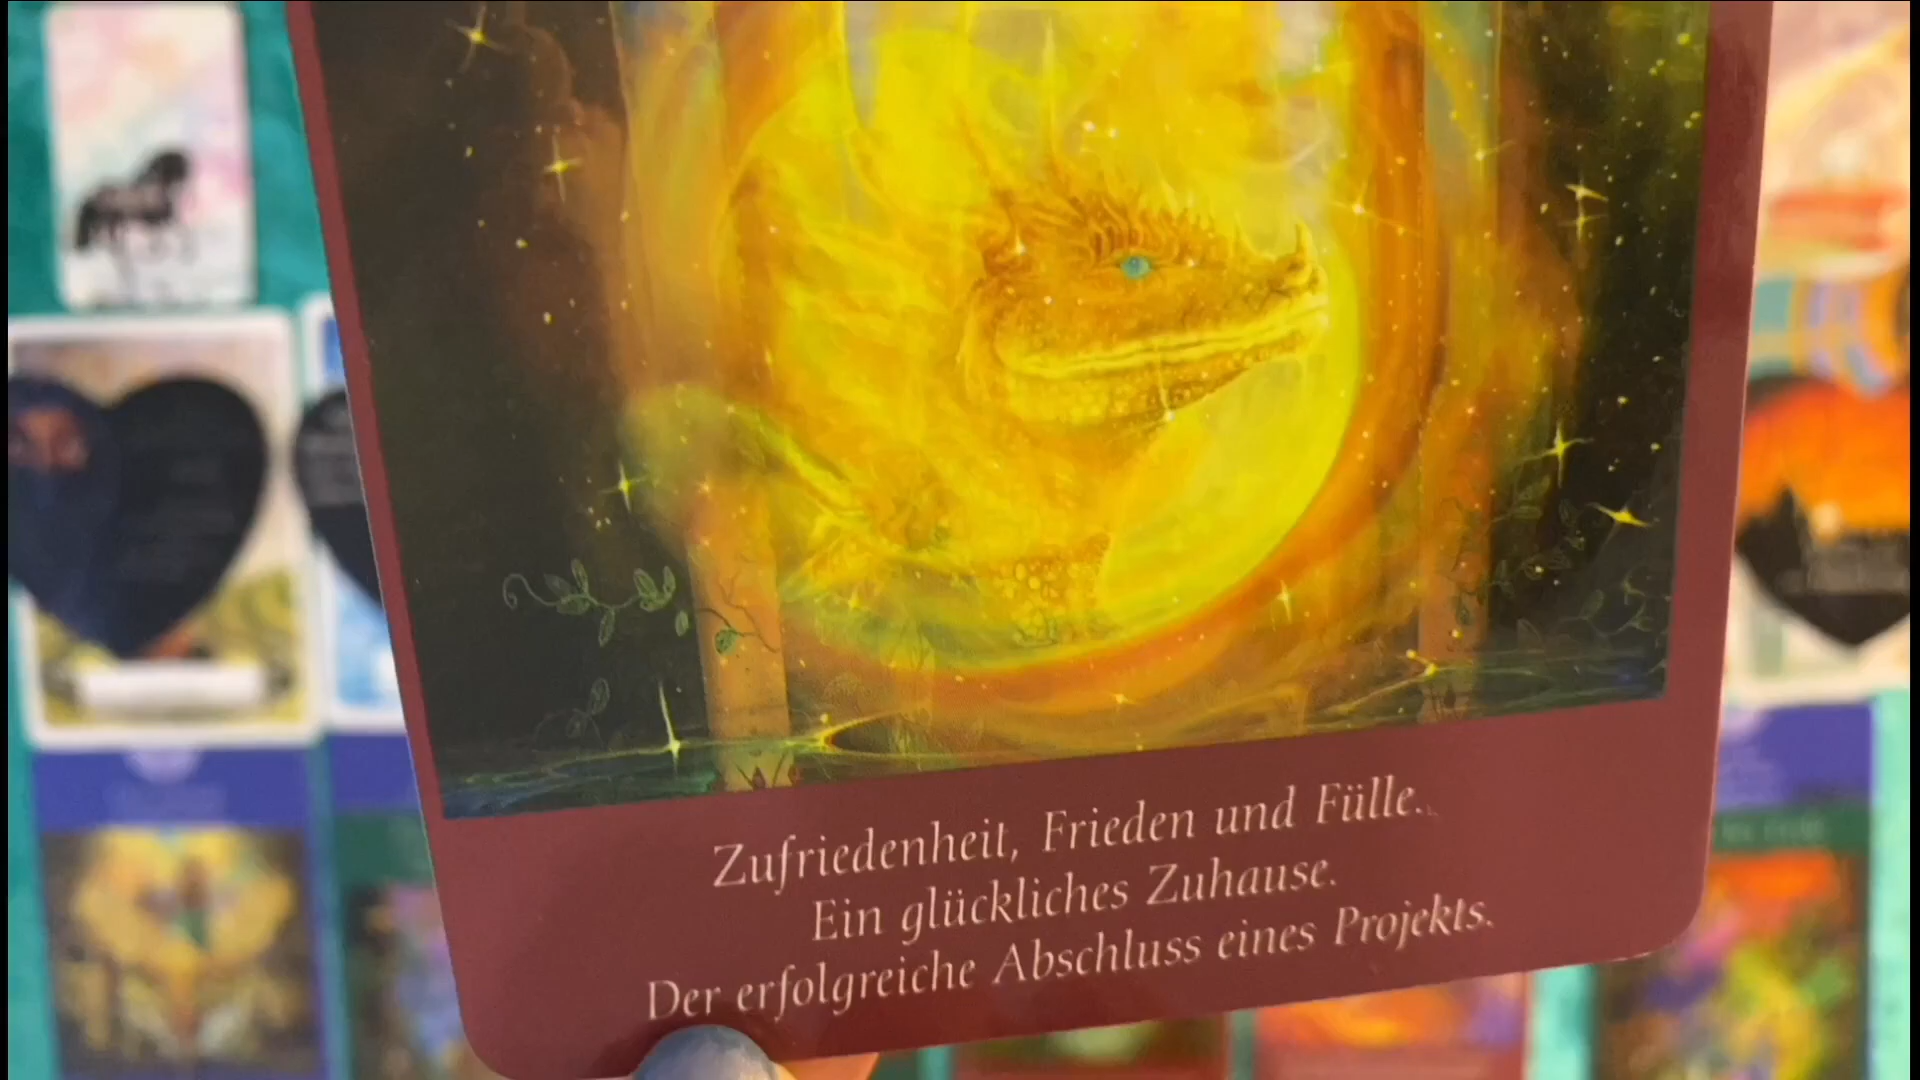 Zufriedenheit, Frieden und Fülle.
Ein glückliches Zuhause.
Der erfolgreiche Abschluss eines Projekts.